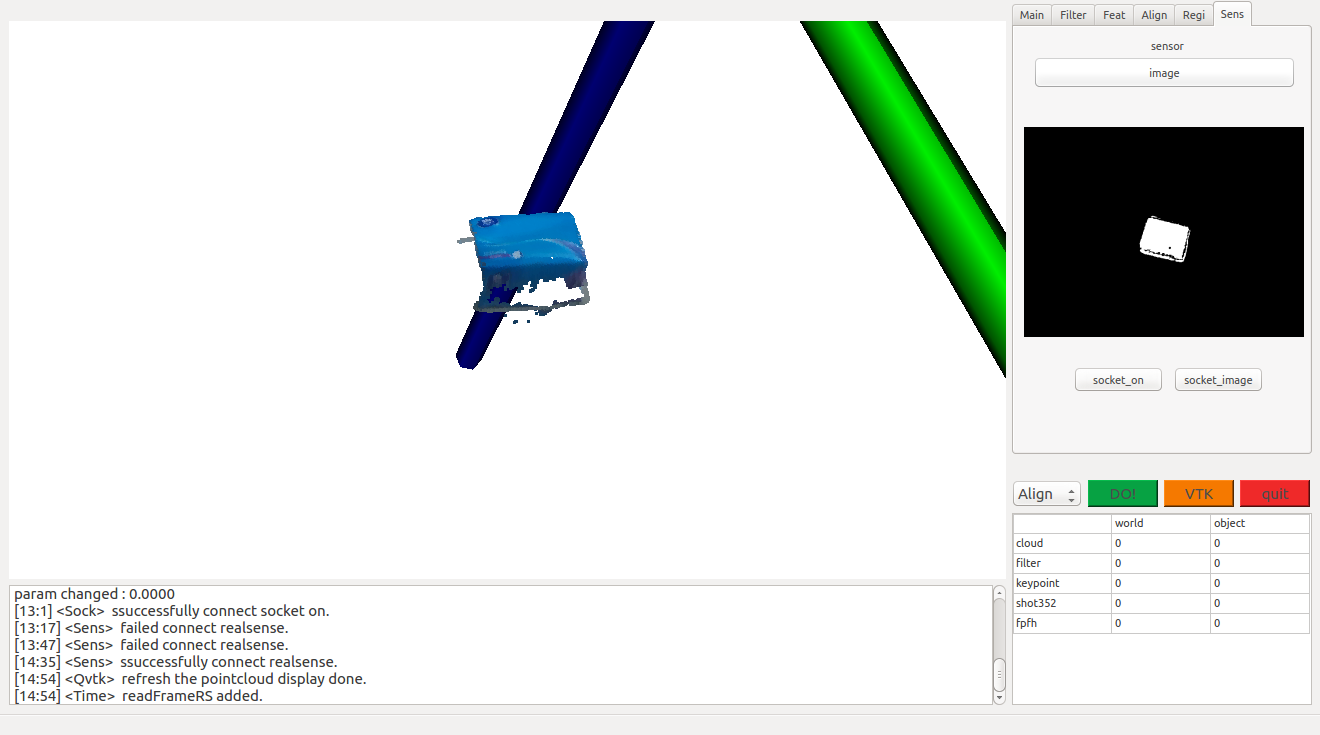 Main Filter Feat Align Regi Sens
sensor
image
socket_on socket_image
Align DO! VTK quit
world object
cloud 0 0
filter 0 0
keypoint 0 0
shot352 0 0
fpfh 0 0
param changed : 0.0000
[13:1] <Sock>  ssuccessfully connect socket on.
[13:17] <Sens>  failed connect realsense.
[13:47] <Sens>  failed connect realsense.
[14:35] <Sens>  ssuccessfully connect realsense.
[14:54] <Qvtk>  refresh the pointcloud display done.
[14:54] <Time>  readFrameRS added.